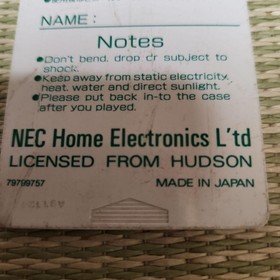 NAME:
Notes
●Don't bend, drop or subject to
shock.
●Keep away from static electricity,
heat, water and direct sunlight.
●Please put back in-to the case
after you played.
NEC Home Electronics L'td
LICENSED FROM HUDSON
79799757
MADE IN JAPAN